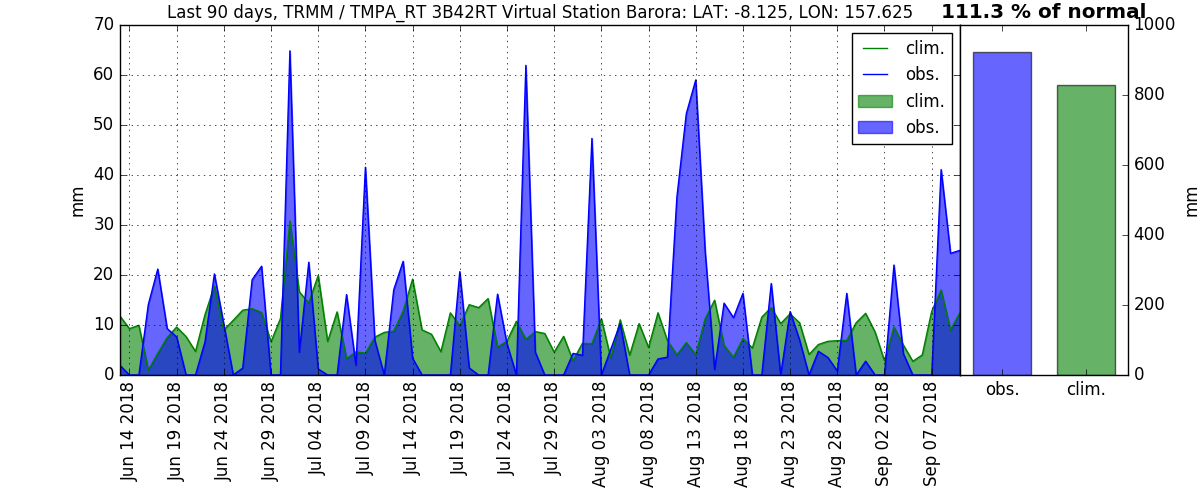 Last 90 days, TRMM / TMPA_RT 3B42RT Virtual Station Barora: LAT: -8.125, LON: 157.625
111.3 % of normal
70
60
50
40
30
20
10
0
mm
clim.
obs.
clim.
obs.
1000
800
600
400
200
0
mm
Jun 14 2018
Jun 19 2018
Jun 24 2018
Jun 29 2018
Jul 04 2018
Jul 09 2018
Jul 14 2018
Jul 19 2018
Jul 24 2018
Jul 29 2018
Aug 03 2018
Aug 08 2018
Aug 13 2018
Aug 18 2018
Aug 23 2018
Aug 28 2018
Sep 02 2018
Sep 07 2018
obs.
clim.